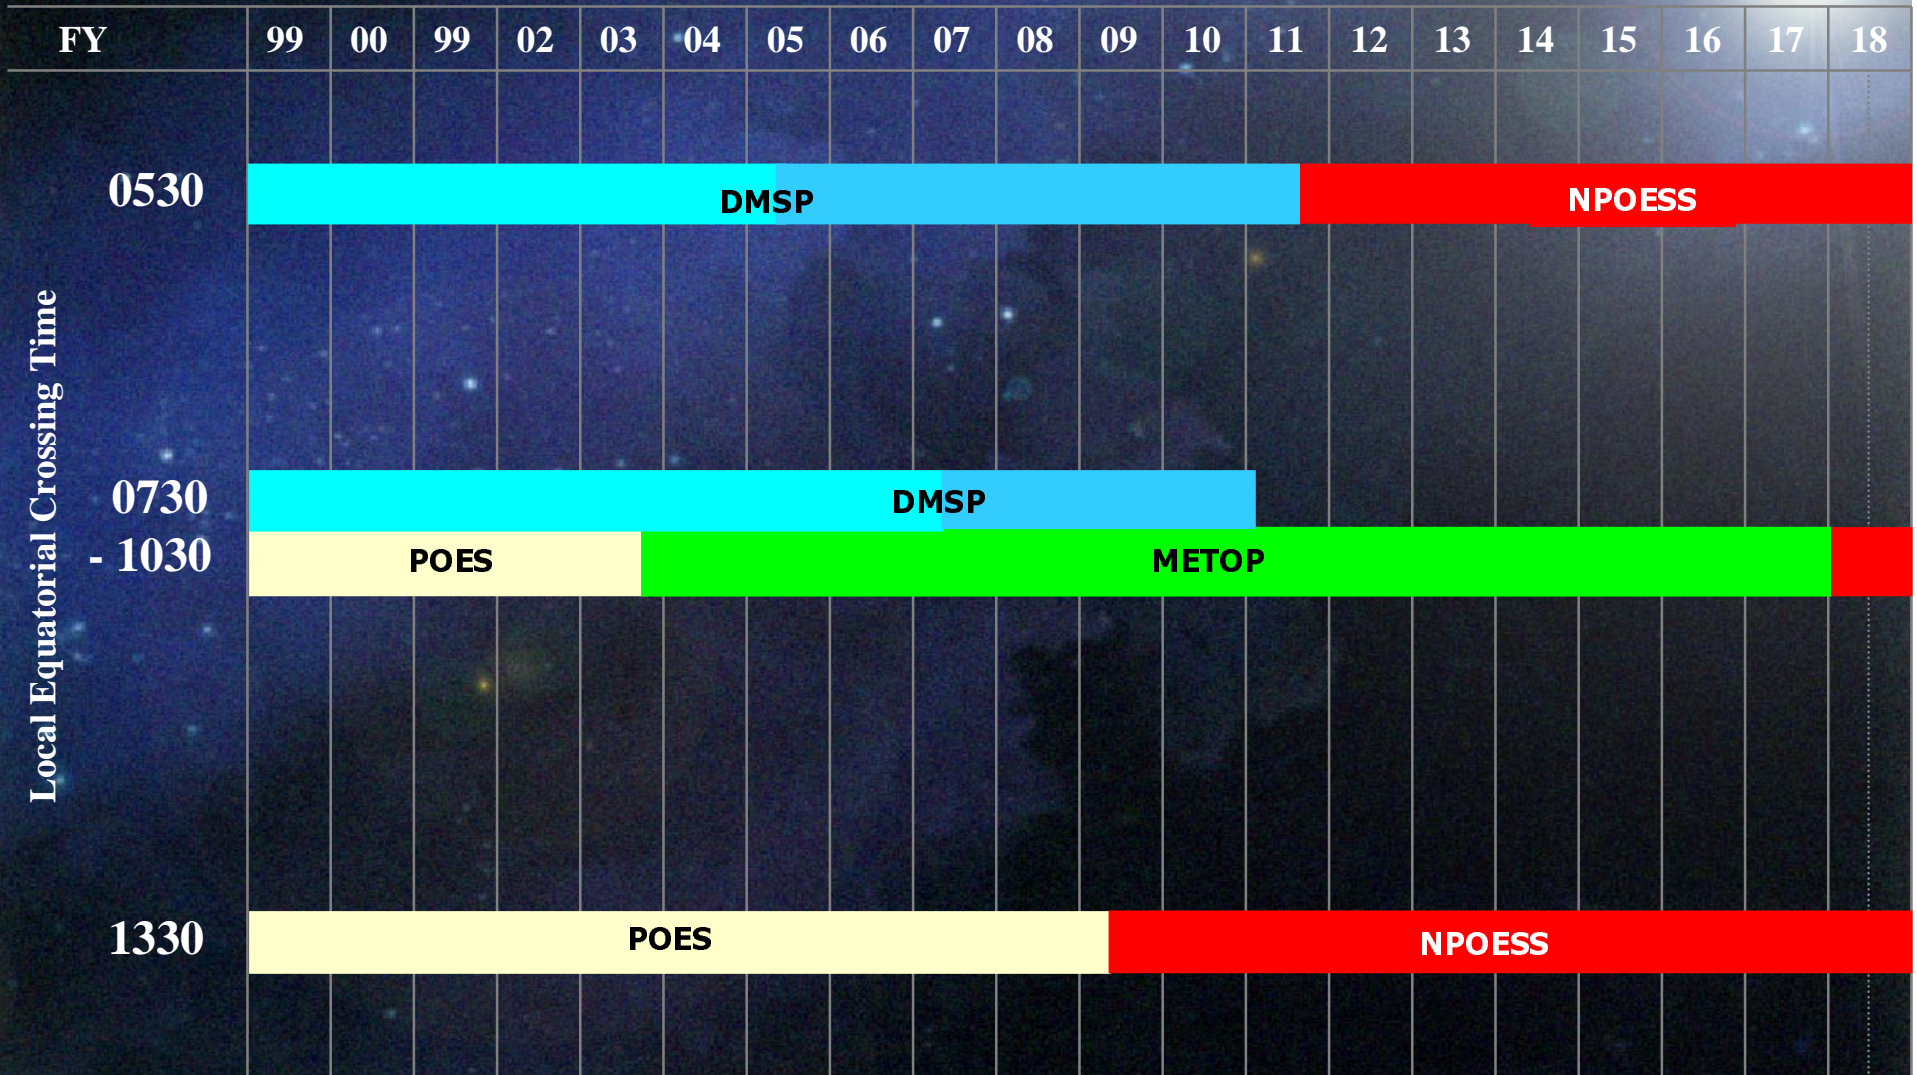 FY 99 00 99 02 03 04 05 06 07 08 09 10 11 12 13 14 15 16 17 18
0530 DMSP NPOESS
Local Equatorial Crossing Time
0730 DMSP
- 1030 POES METOP
1330 POES NPOESS